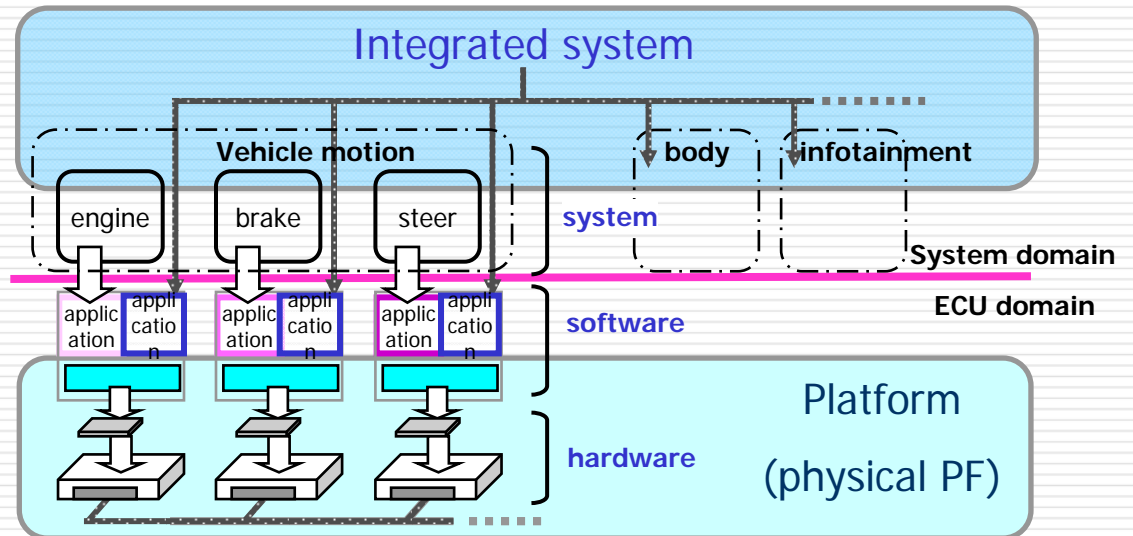 Integrated system
Vehicle motion
body
infotainment
engine
brake
steer
system
System domain
ECU domain
applic
ation
appli
catio
n
applic
ation
appli
catio
n
applic
ation
appli
catio
n
software
Platform
(physical PF)
hardware